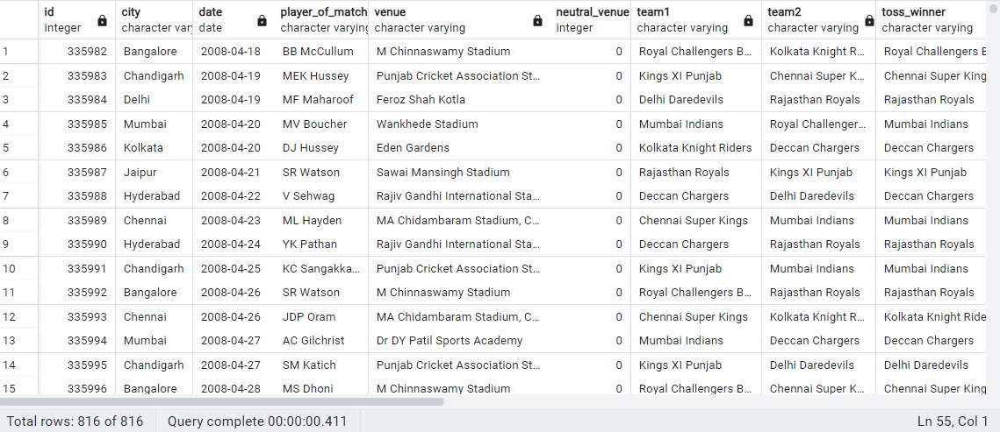 id city date player_of_match venue neutral_venue team1 team2 toss_winner
integer character vary date character varying character varying integer character varying character varying character varying
1 335982 Bangalore 2008-04-18 BB McCullum M Chinnaswamy Stadium 0 Royal Challengers B... Kolkata Knight R... Royal Challengers B
2 335983 Chandigarh 2008-04-19 MEK Hussey Punjab Cricket Association St... 0 Kings XI Punjab Chennai Super K... Chennai Super King
3 335984 Delhi 2008-04-19 MF Maharoof Feroz Shah Kotla 0 Delhi Daredevils Rajasthan Royals Rajasthan Royals
4 335985 Mumbai 2008-04-20 MV Boucher Wankhede Stadium 0 Mumbai Indians Royal Challenger... Mumbai Indians
5 335986 Kolkata 2008-04-20 DJ Hussey Eden Gardens 0 Kolkata Knight Riders Deccan Chargers Deccan Chargers
6 335987 Jaipur 2008-04-21 SR Watson Sawai Mansingh Stadium 0 Rajasthan Royals Kings XI Punjab Kings XI Punjab
7 335988 Hyderabad 2008-04-22 V Sehwag Rajiv Gandhi International Sta... 0 Deccan Chargers Delhi Daredevils Deccan Chargers
8 335989 Chennai 2008-04-23 ML Hayden MA Chidambaram Stadium, C... 0 Chennai Super Kings Mumbai Indians Mumbai Indians
9 335990 Hyderabad 2008-04-24 YK Pathan Rajiv Gandhi International Sta... 0 Deccan Chargers Rajasthan Royals Rajasthan Royals
10 335991 Chandigarh 2008-04-25 KC Sangakka... Punjab Cricket Association St... 0 Kings XI Punjab Mumbai Indians Mumbai Indians
11 335992 Bangalore 2008-04-26 SR Watson M Chinnaswamy Stadium 0 Royal Challengers B... Rajasthan Royals Rajasthan Royals
12 335993 Chennai 2008-04-26 JDP Oram MA Chidambaram Stadium, C... 0 Chennai Super Kings Kolkata Knight R... Kolkata Knight Ride
13 335994 Mumbai 2008-04-27 AC Gilchrist Dr DY Patil Sports Academy 0 Mumbai Indians Deccan Chargers Deccan Chargers
14 335995 Chandigarh 2008-04-27 SM Katich Punjab Cricket Association St... 0 Kings XI Punjab Delhi Daredevils Delhi Daredevils
15 335996 Bangalore 2008-04-28 MS Dhoni M Chinnaswamy Stadium 0 Royal Challengers B... Chennai Super K... Chennai Super King
Total rows: 816 of 816 Query complete 00:00:00.411 Ln 55, Col 1